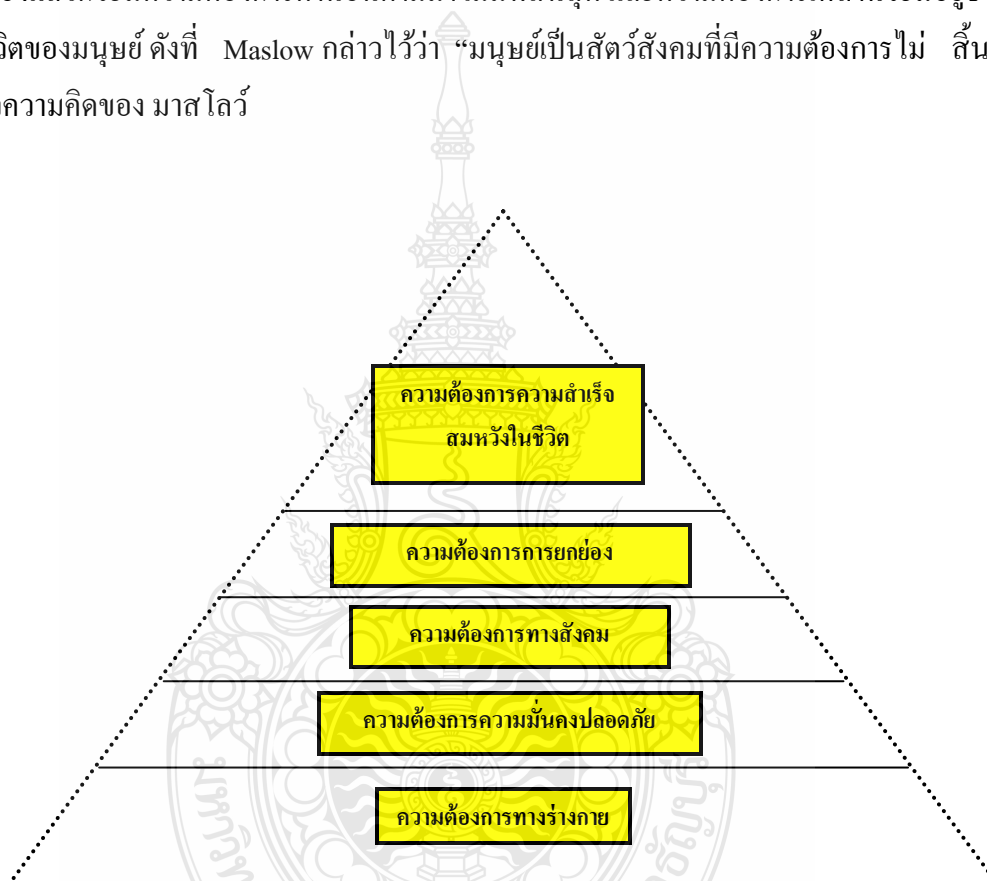 วิตของมนุษย์ ดังที่ Maslow กล่าวไว้ว่า “มนุษย์เป็นสัตว์สังคมที่มีความต้องการไม่ สิ้น
ความคิดของ มาสโลว์
ความต้องการความสำเร็จ
สมหวังในชีวิต
ความต้องการการยกย่อง
ความต้องการทางสังคม
ความต้องการความมั่นคงปลอดภัย
ความต้องการทางร่างกาย